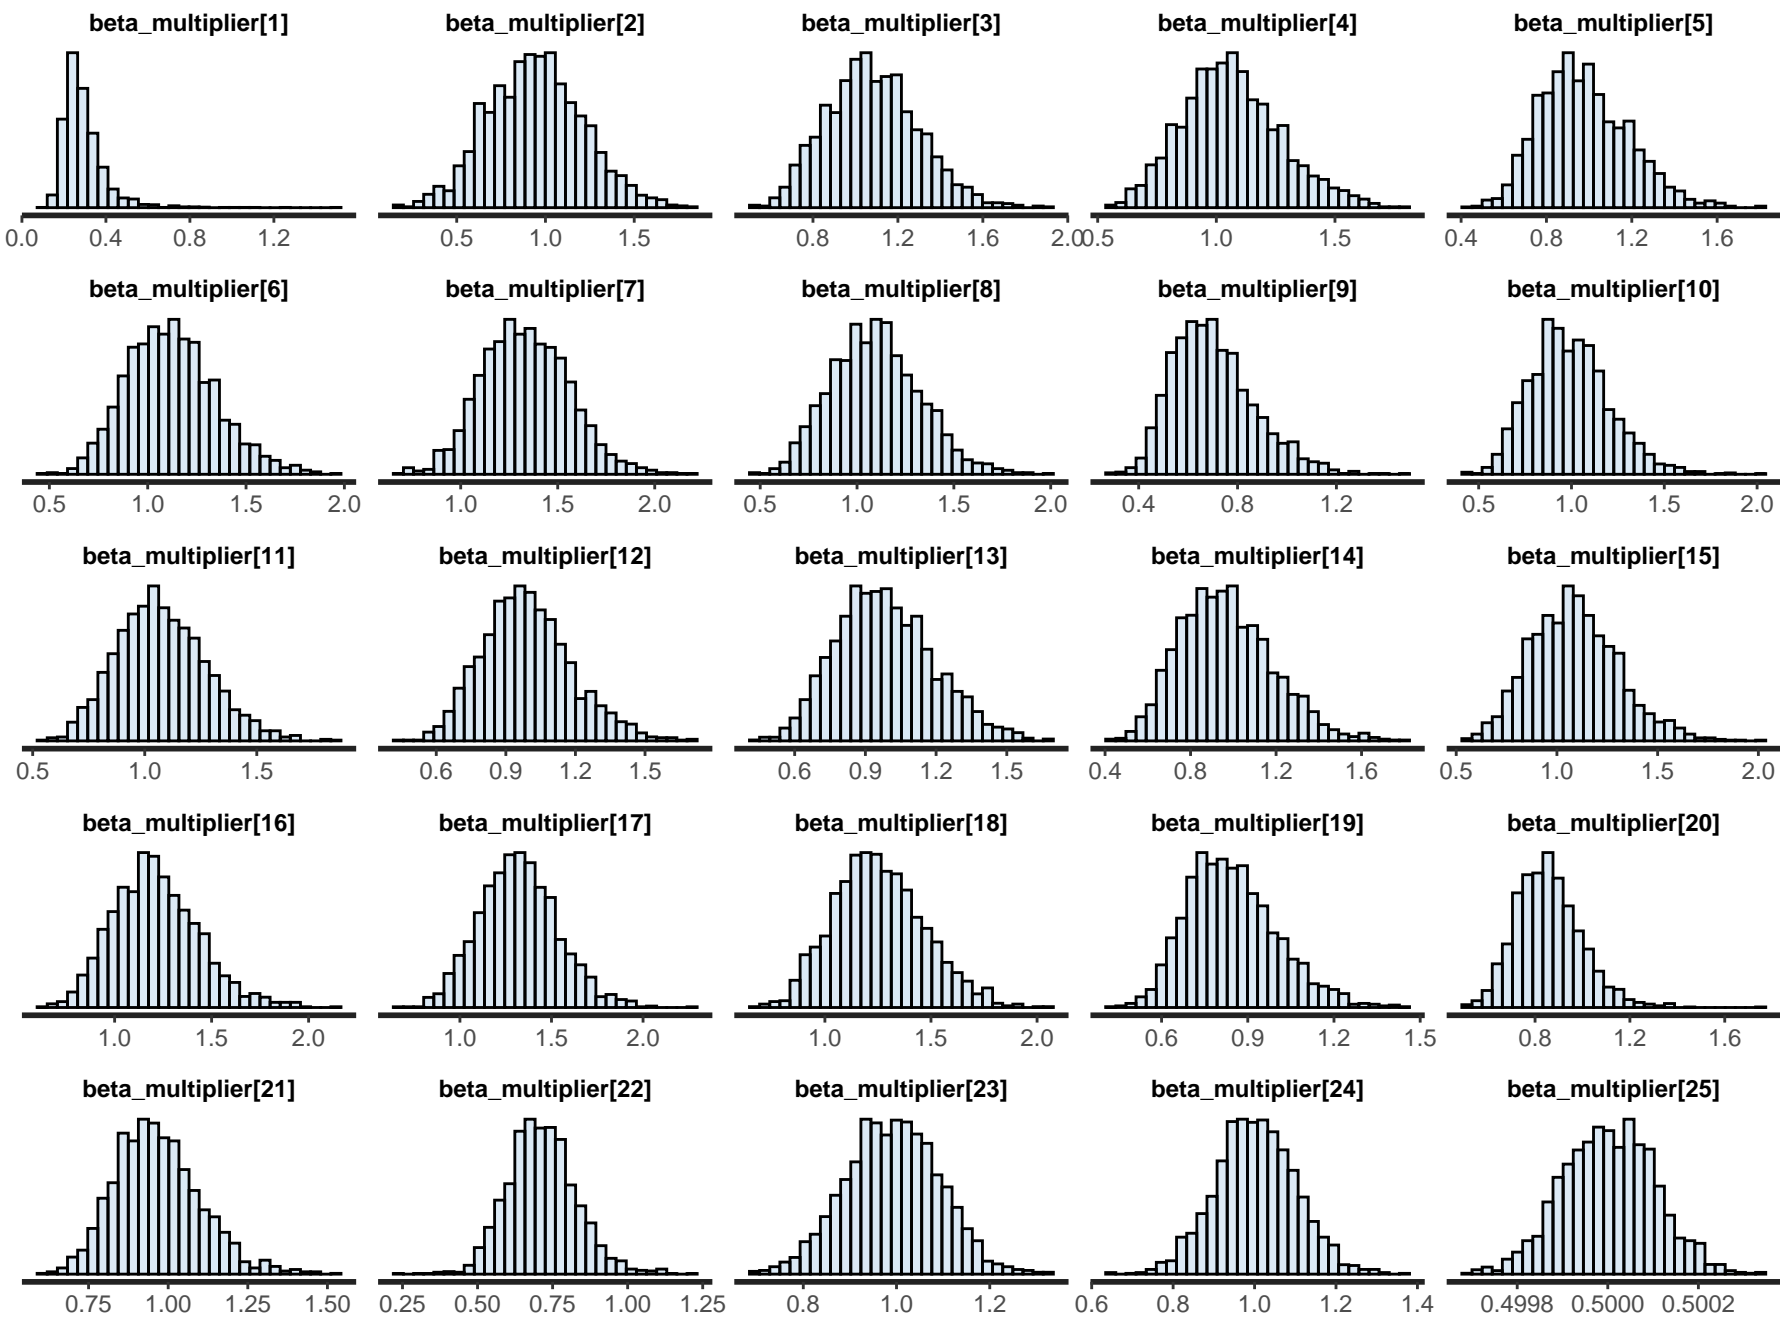 beta_multiplier[1] beta_multiplier[2] beta_multiplier[3] beta_multiplier[4] beta_multiplier[5]
0.0 0.4 0.8 1.2 0.5 1.0 1.5 0.8 1.2 1.6 2.0 0.5 1.0 1.5 0.4 0.8 1.2 1.6
beta_multiplier[6] beta_multiplier[7] beta_multiplier[8] beta_multiplier[9] beta_multiplier[10]
0.5 1.0 1.5 2.0 1.0 1.5 2.0 0.5 1.0 1.5 2.0 0.4 0.8 1.2 0.5 1.0 1.5 2.0
beta_multiplier[11] beta_multiplier[12] beta_multiplier[13] beta_multiplier[14] beta_multiplier[15]
0.5 1.0 1.5 0.6 0.9 1.2 1.5 0.6 0.9 1.2 1.5 0.4 0.8 1.2 1.6 0.5 1.0 1.5 2.0
beta_multiplier[16] beta_multiplier[17] beta_multiplier[18] beta_multiplier[19] beta_multiplier[20]
1.0 1.5 2.0 1.0 1.5 2.0 1.0 1.5 2.0 0.6 0.9 1.2 1.5 0.8 1.2 1.6
beta_multiplier[21] beta_multiplier[22] beta_multiplier[23] beta_multiplier[24] beta_multiplier[25]
0.75 1.00 1.25 1.50 0.25 0.50 0.75 1.00 1.25 0.8 1.0 1.2 0.6 0.8 1.0 1.2 1.4 0.4998 0.5000 0.5002